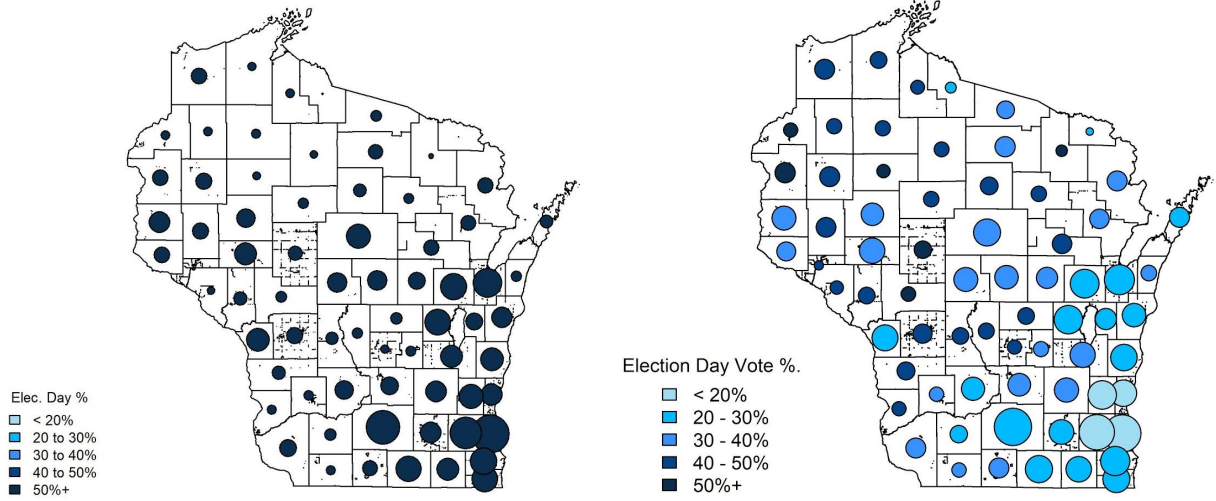 Elec. Day %
< 20%
20 to 30%
30 to 40%
40 to 50%
50%+
Election Day Vote %.
< 20%
20 - 30%
30 - 40%
40 - 50%
50%+